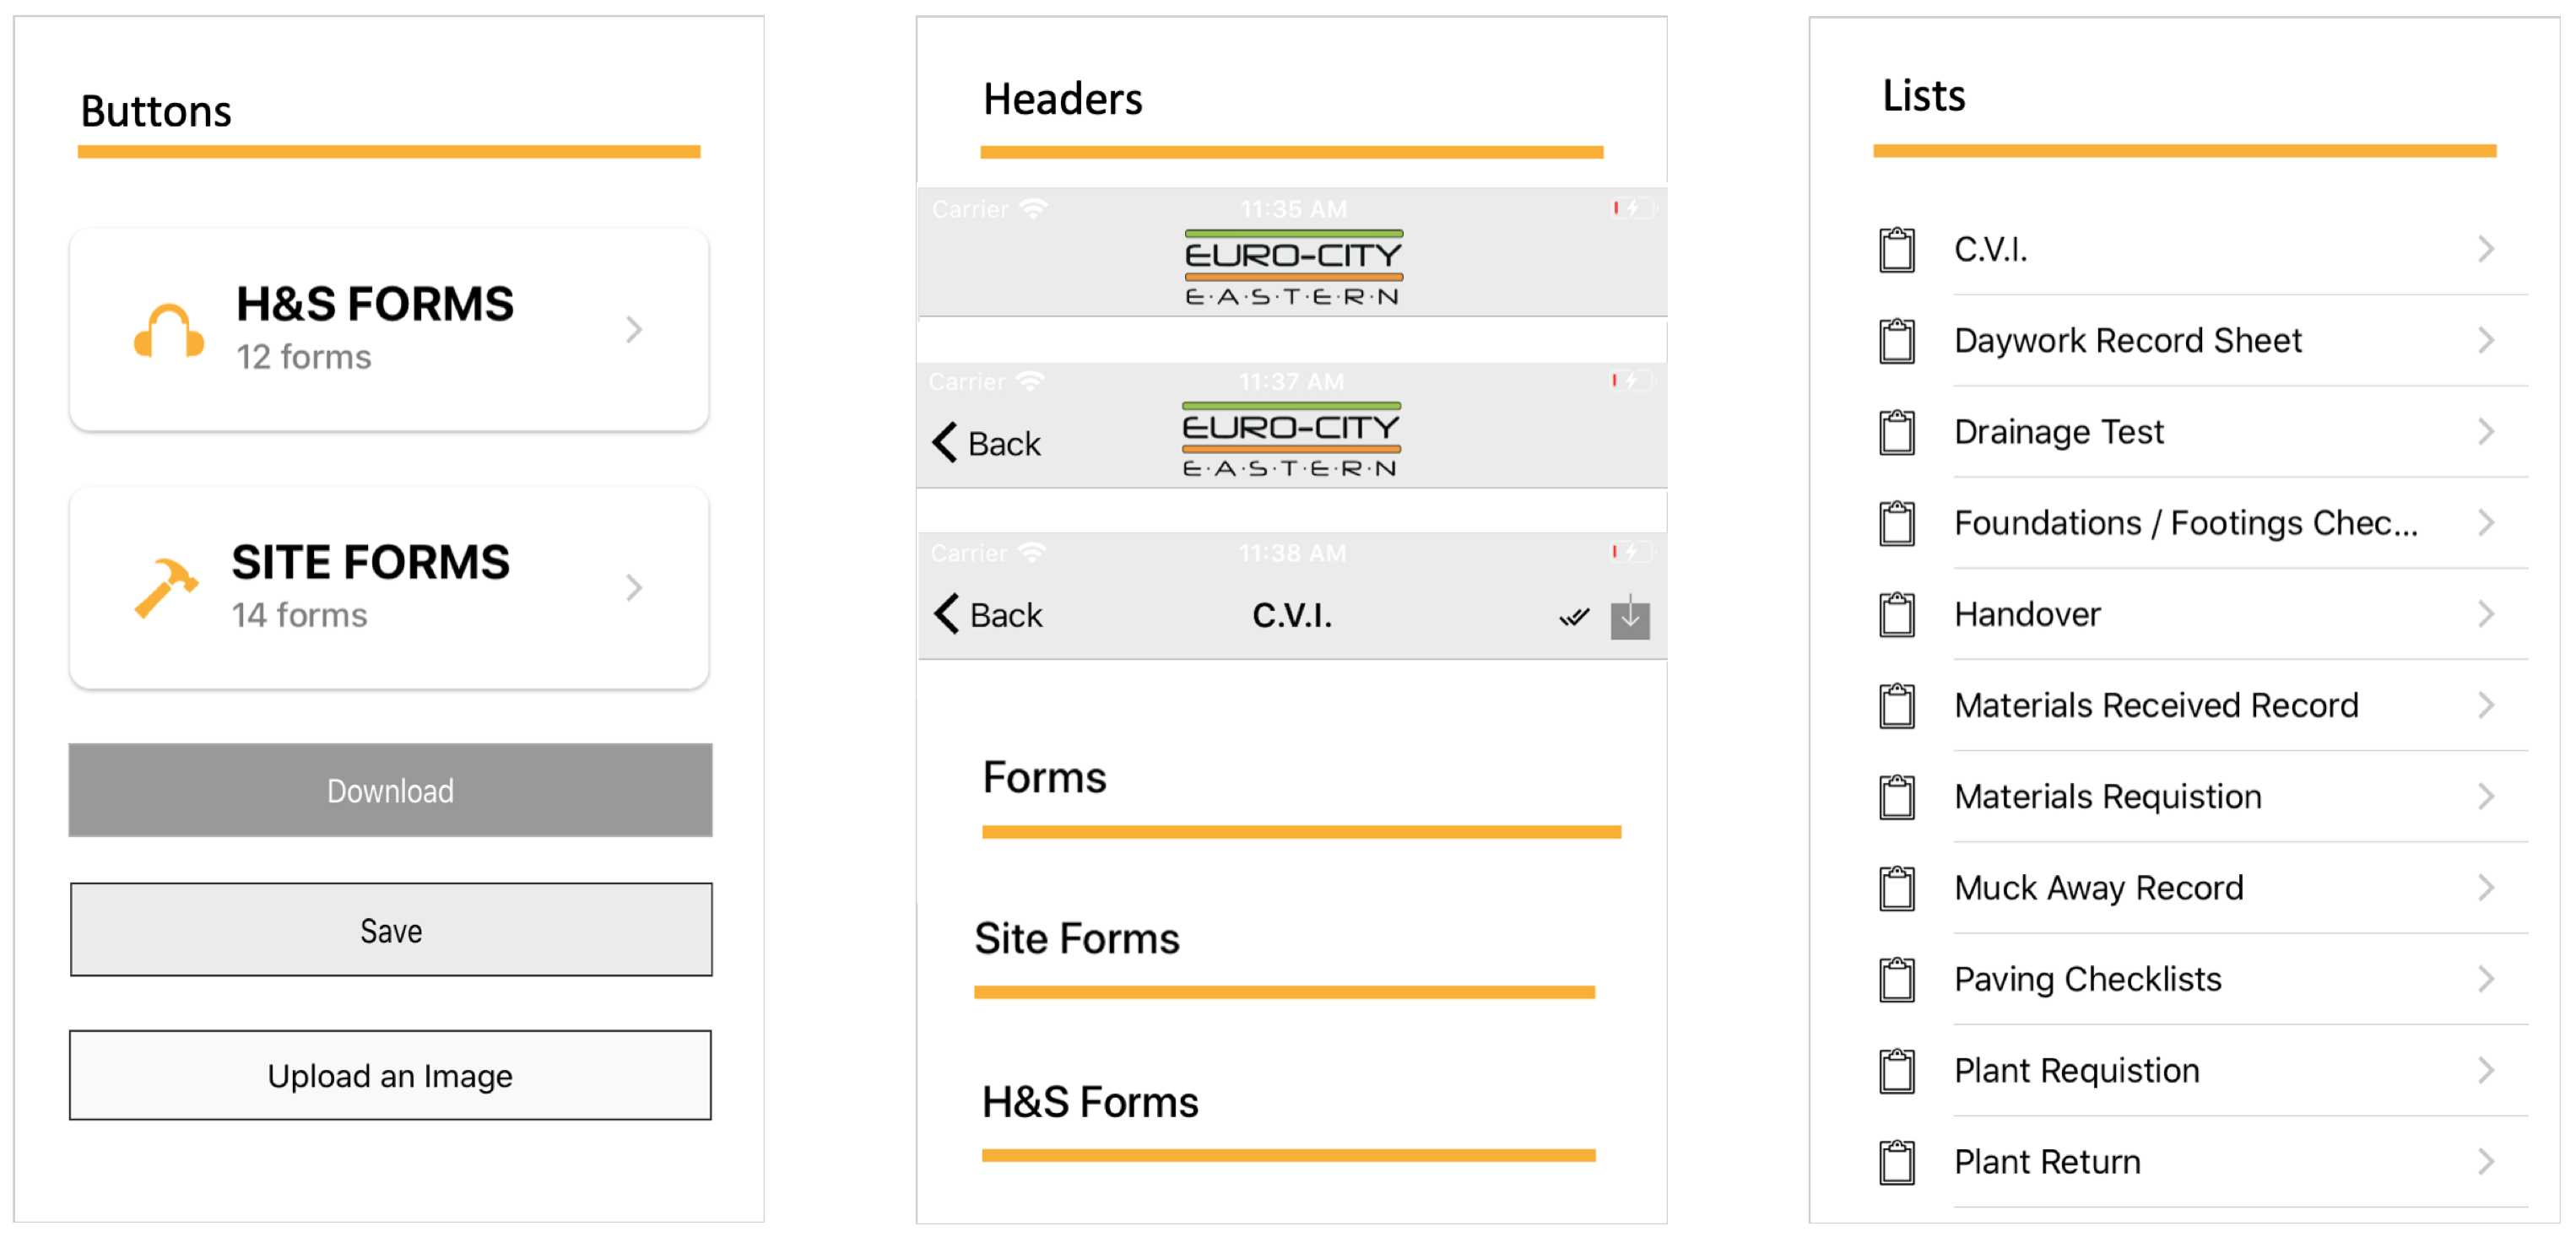 Buttons
H&S FORMS
12 forms
SITE FORMS
14 forms
Download
Save
Upload an Image
Headers
Carrier 11:35 AM
EURO-CITY
E·A·S·T·E·R·N
Carrier 11:37 AM
Back
EURO-CITY
E·A·S·T·E·R·N
Carrier 11:38 AM
Back C.V.I.
Forms
Site Forms
H&S Forms
Lists
C.V.I.
Daywork Record Sheet
Drainage Test
Foundations / Footings Chec...
Handover
Materials Received Record
Materials Requistion
Muck Away Record
Paving Checklists
Plant Requistion
Plant Return